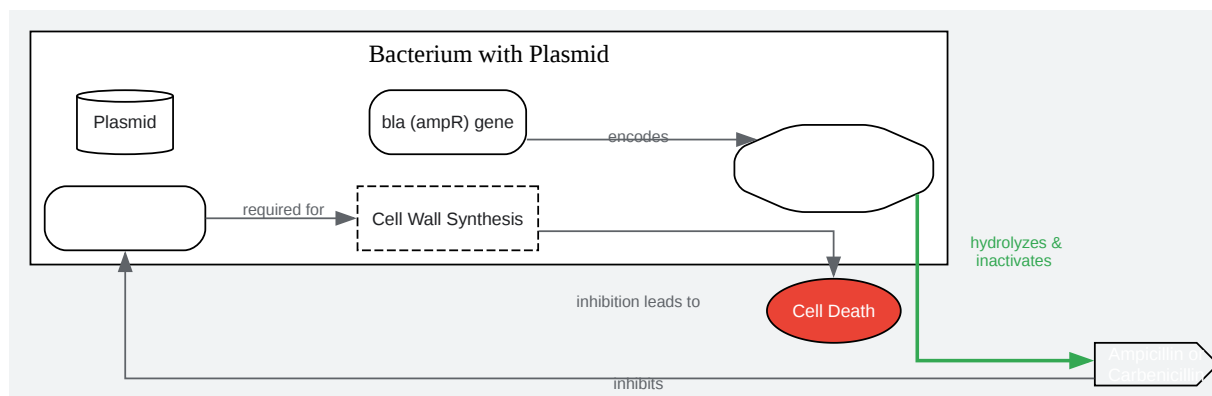 Bacterium with Plasmid
Plasmid
bla (ampR) gene
encodes
required for
Cell Wall Synthesis
hydrolyzes &
inactivates
inhibition leads to
Cell Death
Ampicillin or
Carbenicillin
inhibits